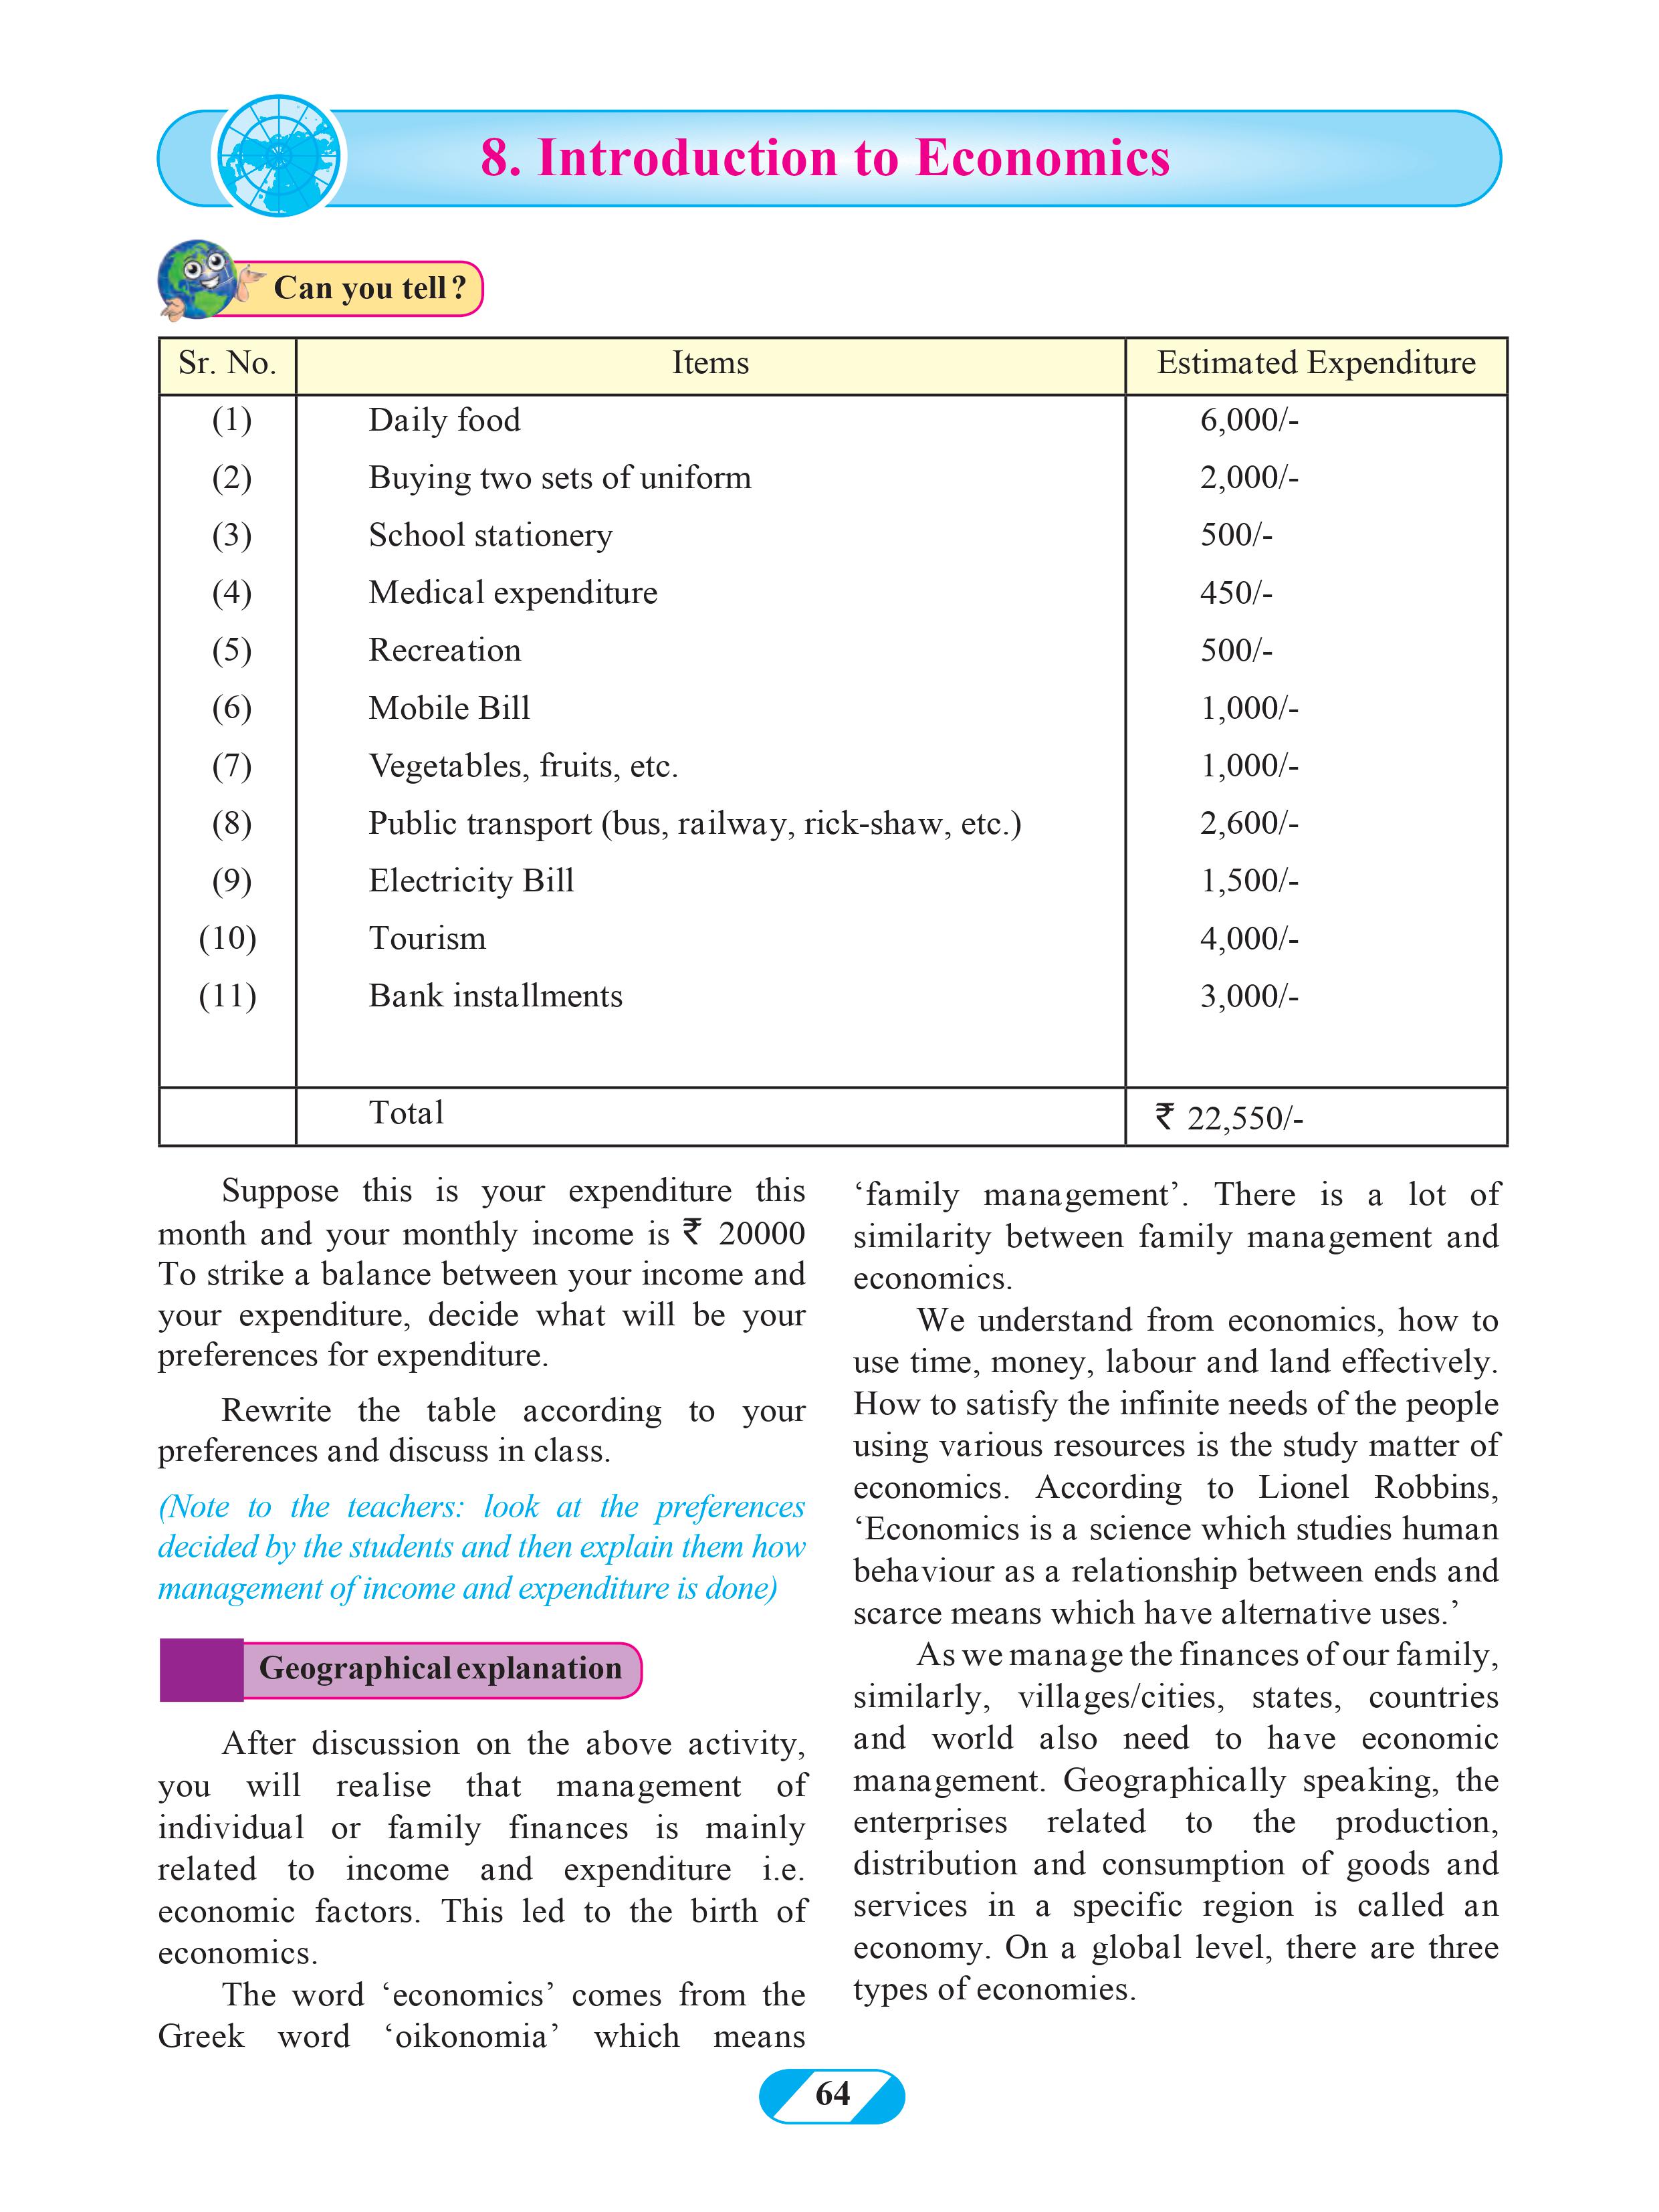 8. Introduction to Economics
Can you tell?
Sr. No. Items Estimated Expenditure
(1) Daily food 6,000/-
(2) Buying two sets of uniform 2,000/-
(3) School stationery 500/-
(4) Medical expenditure 450/-
(5) Recreation 500/-
(6) Mobile Bill 1,000/-
(7) Vegetables, fruits, etc. 1,000/-
(8) Public transport (bus, railway, rick-shaw, etc.) 2,600/-
(9) Electricity Bill 1,500/-
(10) Tourism 4,000/-
(11) Bank installments 3,000/-
Total ₹ 22,550/-
Suppose this is your expenditure this
month and your monthly income is ₹ 20000
To strike a balance between your income and
your expenditure, decide what will be your
preferences for expenditure.
Rewrite the table according to your
preferences and discuss in class.
(Note to the teachers: look at the preferences
decided by the students and then explain them how
management of income and expenditure is done)
Geographical explanation
After discussion on the above activity,
you will realise that management of
individual or family finances is mainly
related to income and expenditure i.e.
economic factors. This led to the birth of
economics.
The word ‘economics’ comes from the
Greek word ‘oikonomia’ which means
‘family management’. There is a lot of
similarity between family management and
economics.
We understand from economics, how to
use time, money, labour and land effectively.
How to satisfy the infinite needs of the people
using various resources is the study matter of
economics. According to Lionel Robbins,
‘Economics is a science which studies human
behaviour as a relationship between ends and
scarce means which have alternative uses.’
As we manage the finances of our family,
similarly, villages/cities, states, countries
and world also need to have economic
management. Geographically speaking, the
enterprises related to the production,
distribution and consumption of goods and
services in a specific region is called an
economy. On a global level, there are three
types of economies.
64